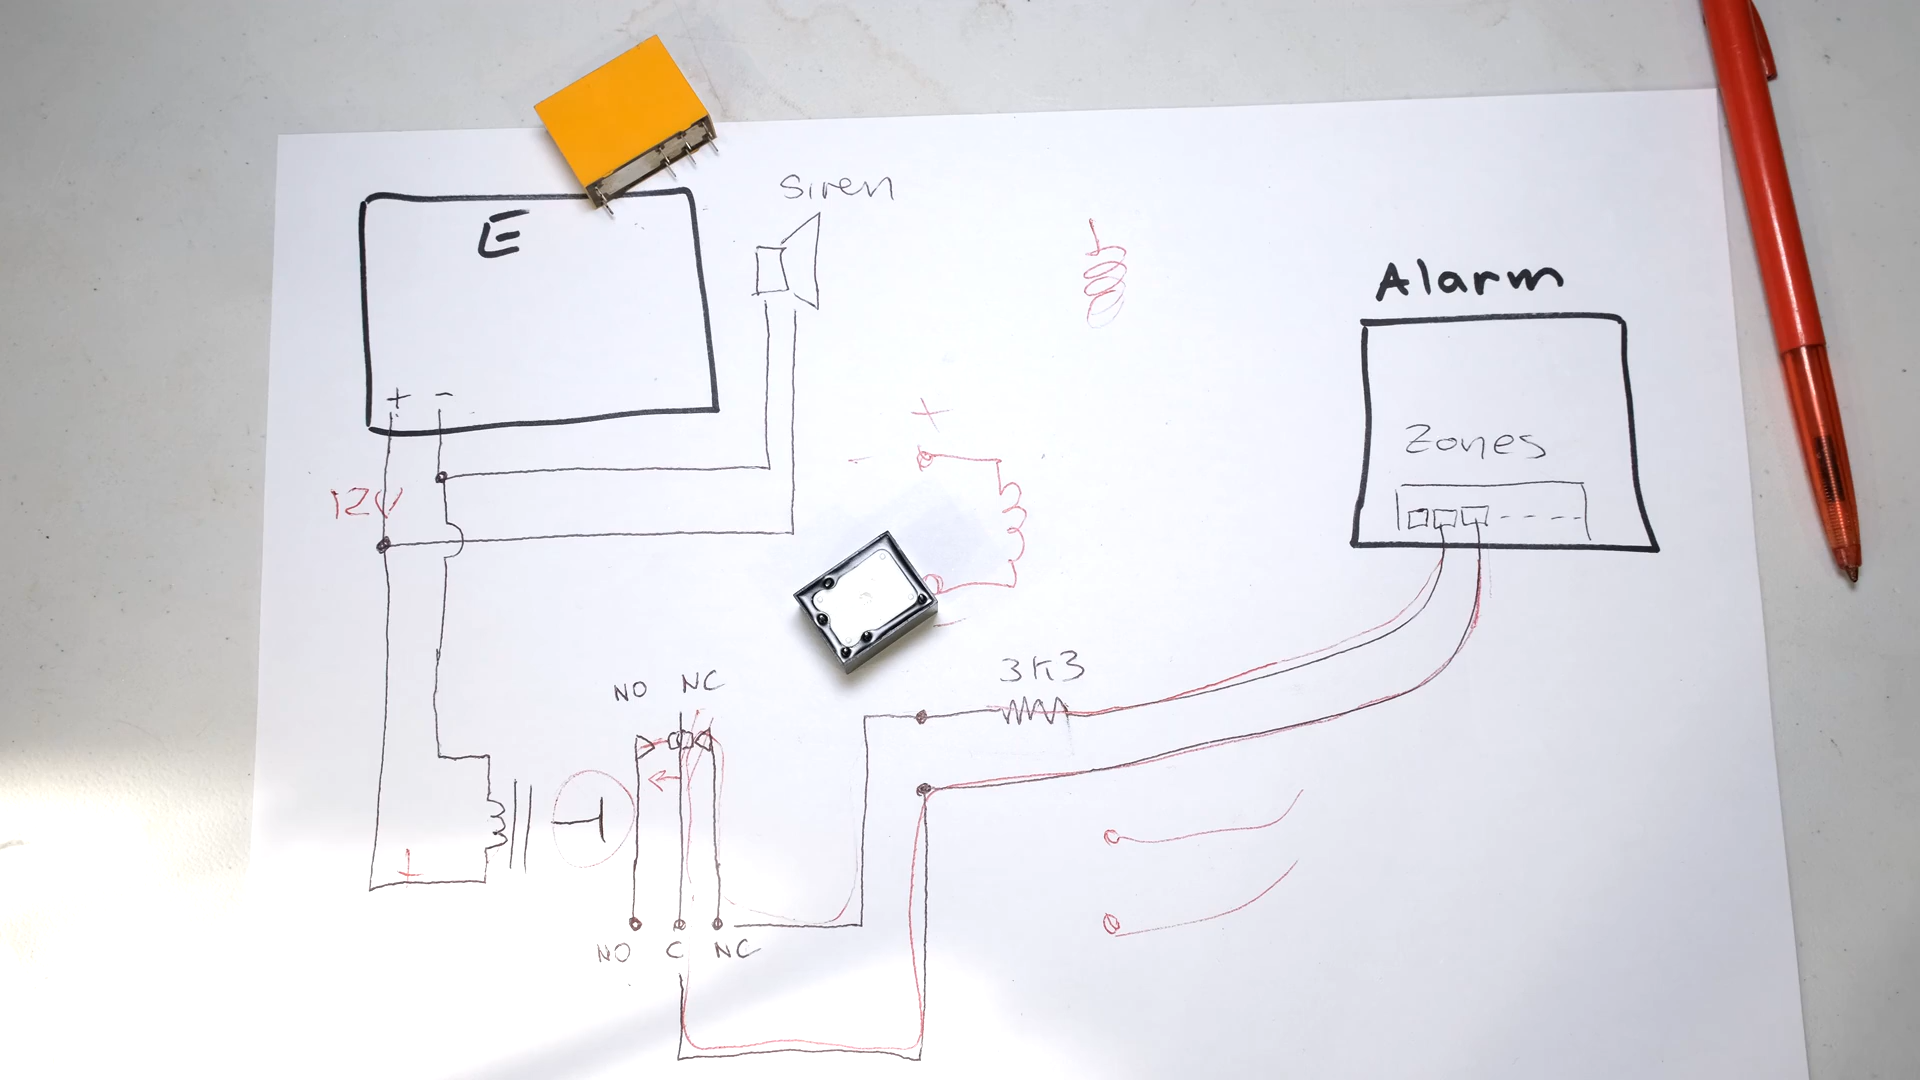 Siren
E
Alarm
+ -
+
-
Zones
12V
-
3K3
NO NC
NO C NC